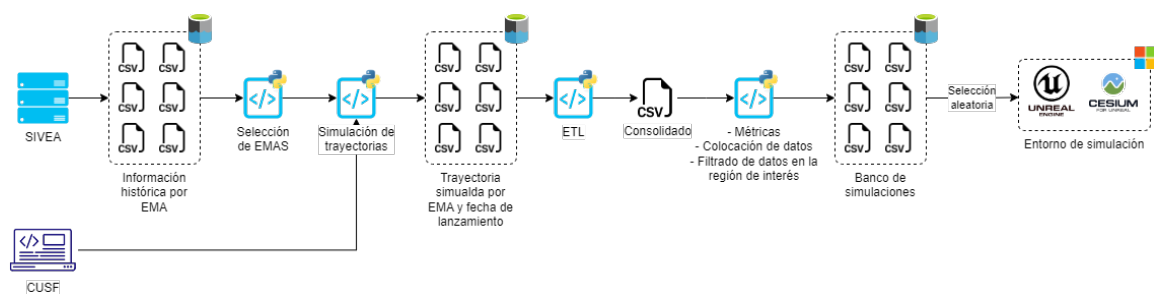 CSV CSV
CSV CSV
CSV CSV
SIVEA
Información
histórica por
EMA
Selección
de EMAS
Simulación de
trayectorias
CUSF
CSV CSV
CSV CSV
CSV CSV
Trayectoria
simualda por
EMA y fecha de
lanzamiento
ETL
CSV
Consolidado
- Métricas
- Colocación de datos
- Filtrado de datos en la
región de interés
CSV CSV
CSV CSV
CSV CSV
Banco de
simulaciones
Selección
aleatoria
UNREAL
ENGINE
CESIUM
FOR UNREAL
Entorno de simulación